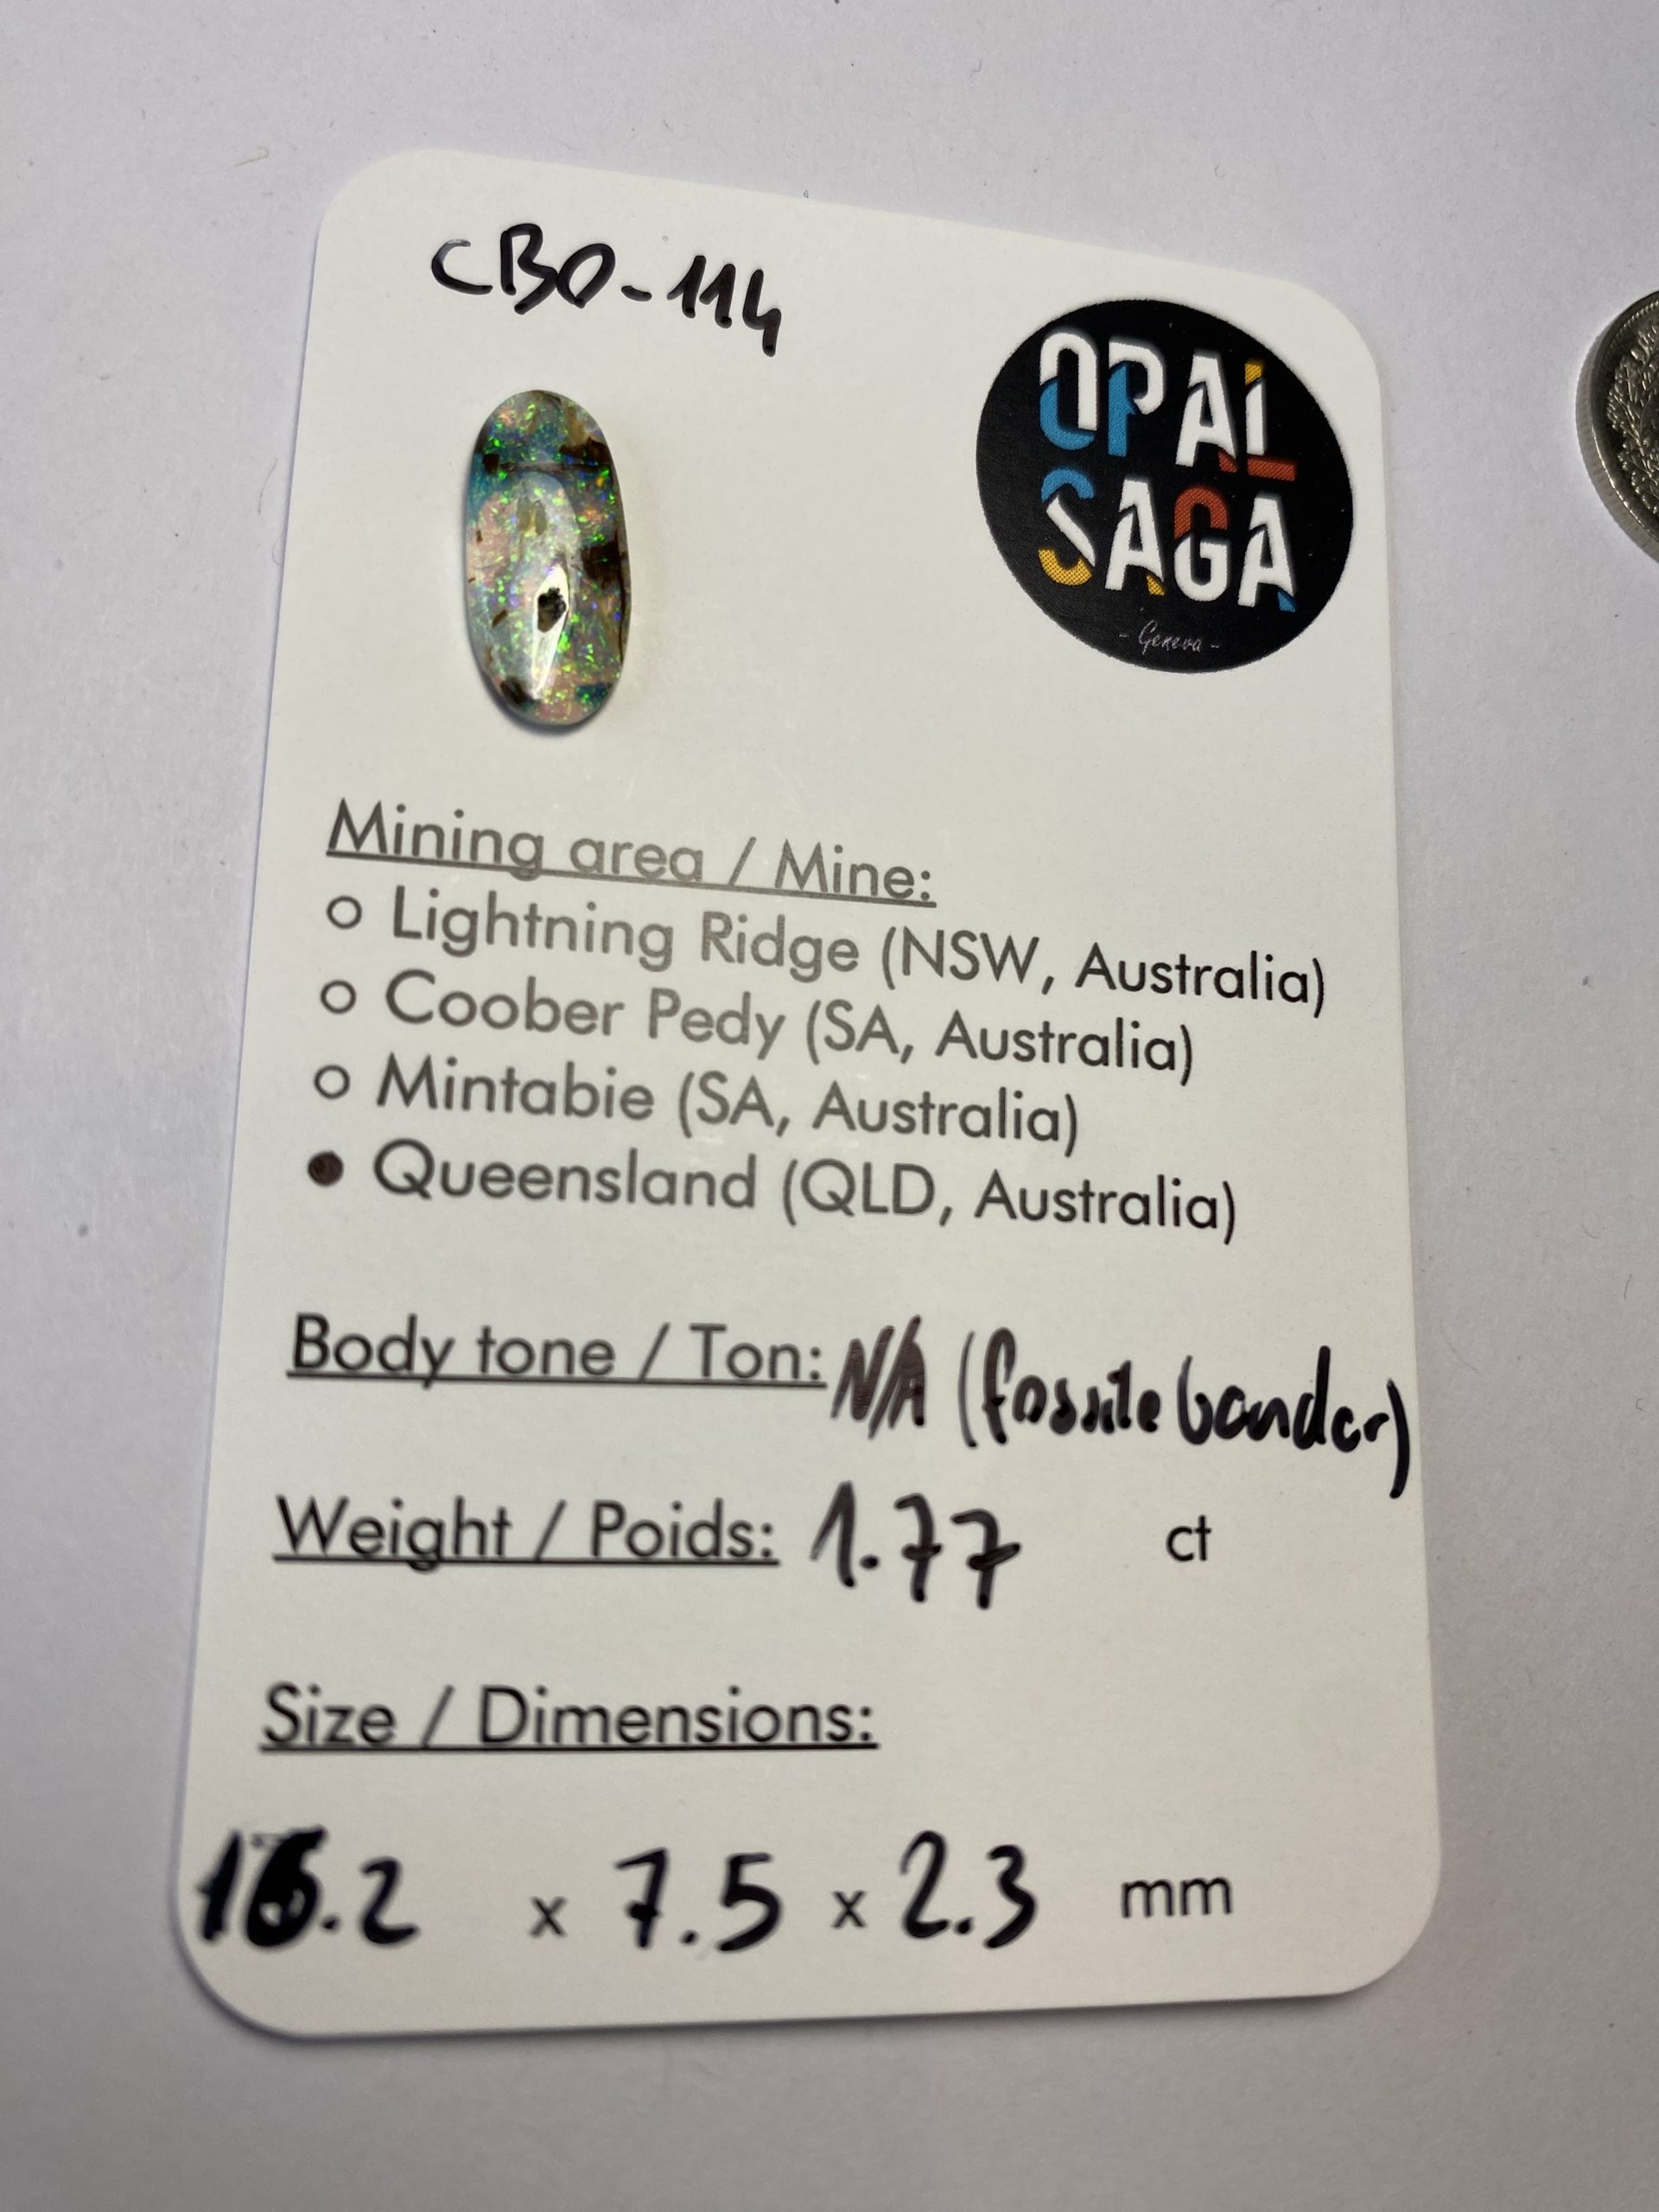 CBO-114
OPAL
SAGA
- Geneva -
Mining area / Mine:
○ Lightning Ridge (NSW, Australia)
○ Coober Pedy (SA, Australia)
○ Mintabie (SA, Australia)
● Queensland (QLD, Australia)
Body tone / Ton: N/A (fossile
Weight / Poids: 1.77 ct
Size / Dimensions:
16.2 x 7.5 x 2.3 mm